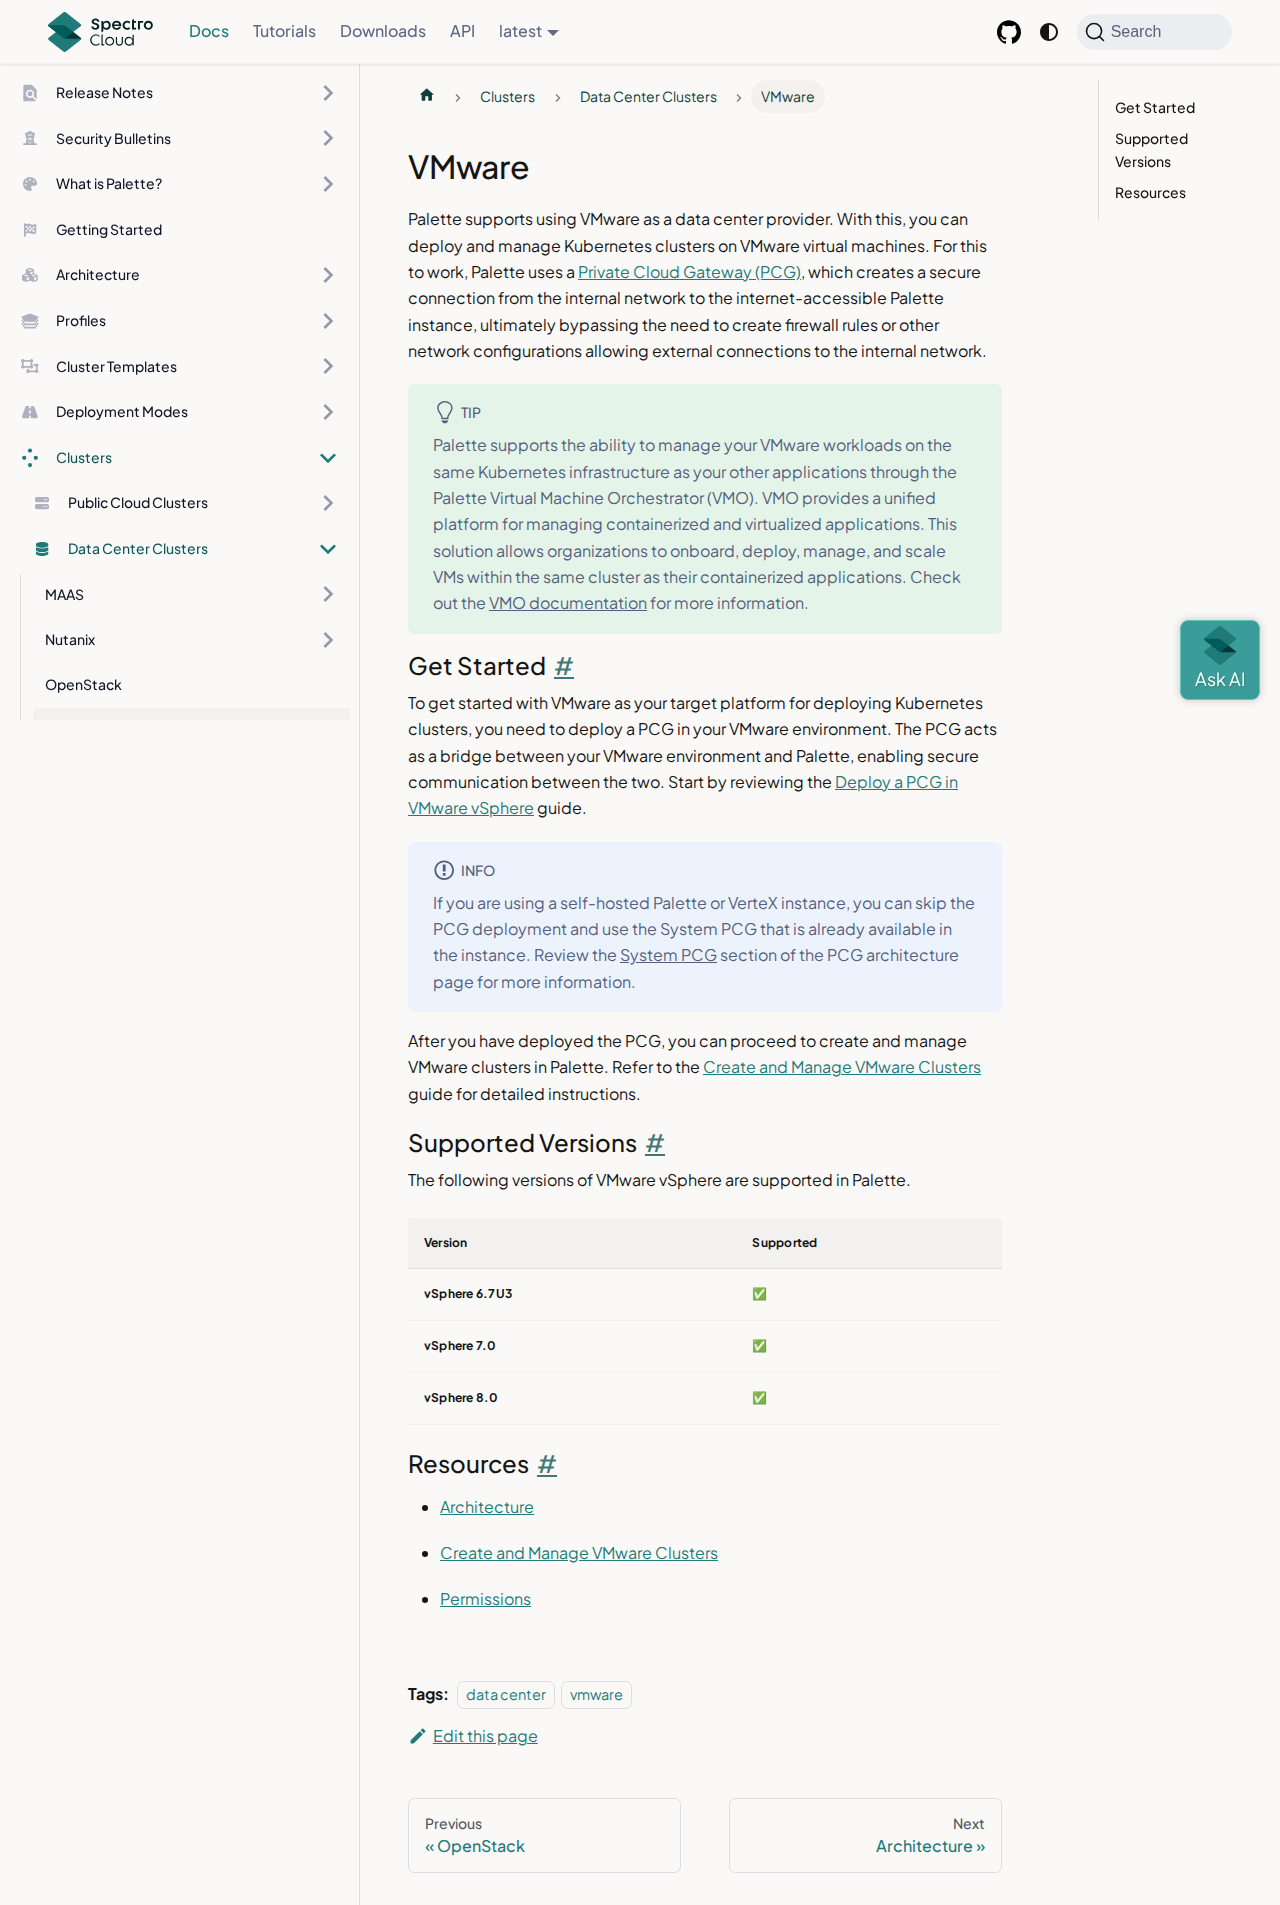 Spectro
Cloud
Docs
Tutorials
Downloads
API
latest
Search
Release Notes
Security Bulletins
What is Palette?
Getting Started
Architecture
Profiles
Cluster Templates
Deployment Modes
Clusters
Public Cloud Clusters
Data Center Clusters
MAAS
Nutanix
OpenStack
Clusters
Data Center Clusters
VMware
VMware
Palette supports using VMware as a data center provider. With this, you can
deploy and manage Kubernetes clusters on VMware virtual machines. For this
to work, Palette uses a Private Cloud Gateway (PCG), which creates a secure
connection from the internal network to the internet-accessible Palette
instance, ultimately bypassing the need to create firewall rules or other
network configurations allowing external connections to the internal network.
TIP
Palette supports the ability to manage your VMware workloads on the
same Kubernetes infrastructure as your other applications through the
Palette Virtual Machine Orchestrator (VMO). VMO provides a unified
platform for managing containerized and virtualized applications. This
solution allows organizations to onboard, deploy, manage, and scale
VMs within the same cluster as their containerized applications. Check
out the VMO documentation for more information.
Get Started #
To get started with VMware as your target platform for deploying Kubernetes
clusters, you need to deploy a PCG in your VMware environment. The PCG acts
as a bridge between your VMware environment and Palette, enabling secure
communication between the two. Start by reviewing the Deploy a PCG in
VMware vSphere guide.
INFO
If you are using a self-hosted Palette or VerteX instance, you can skip the
PCG deployment and use the System PCG that is already available in
the instance. Review the System PCG section of the PCG architecture
page for more information.
After you have deployed the PCG, you can proceed to create and manage
VMware clusters in Palette. Refer to the Create and Manage VMware Clusters
guide for detailed instructions.
Supported Versions #
The following versions of VMware vSphere are supported in Palette.
Version Supported
vSphere 6.7U3 ✅
vSphere 7.0 ✅
vSphere 8.0 ✅
Resources #
Architecture
Create and Manage VMware Clusters
Permissions
Tags: data center vmware
Edit this page
Previous
« OpenStack
Next
Architecture »
Get Started
Supported
Versions
Resources
Ask AI